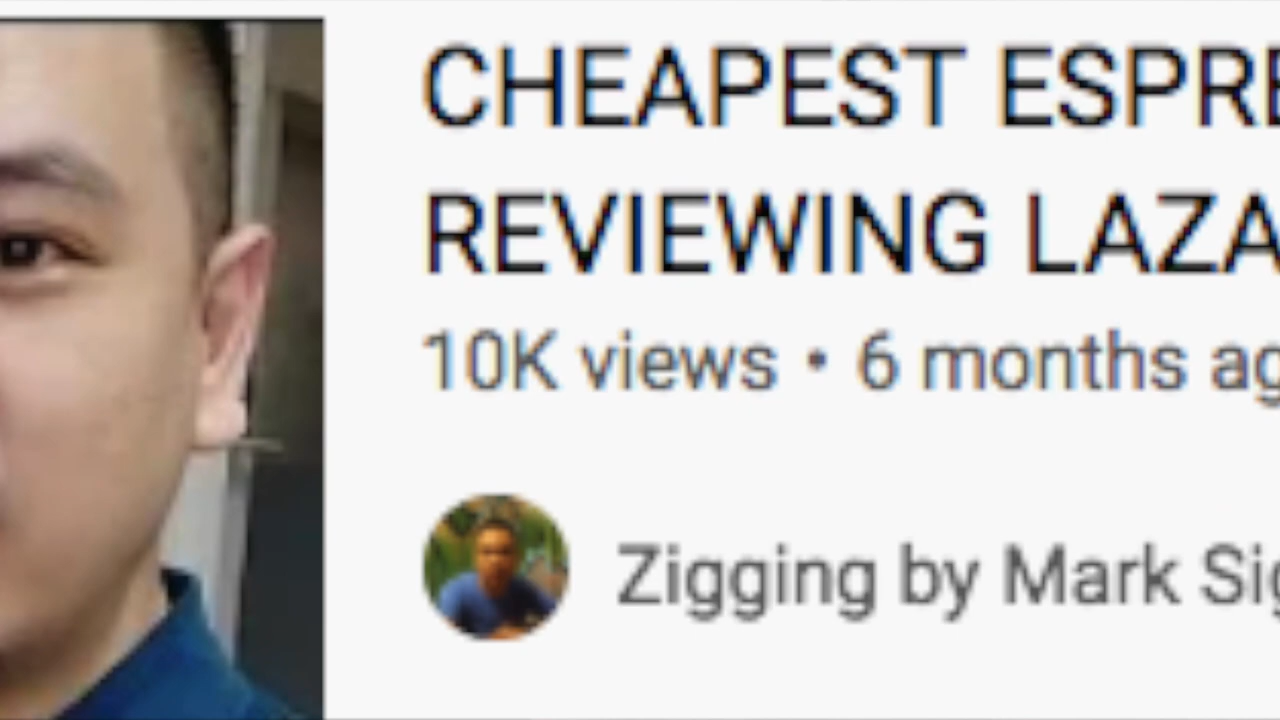 CHEAPEST ESPRE
REVIEWING LAZA
10K views • 6 months ag
Zigging by Mark Sig